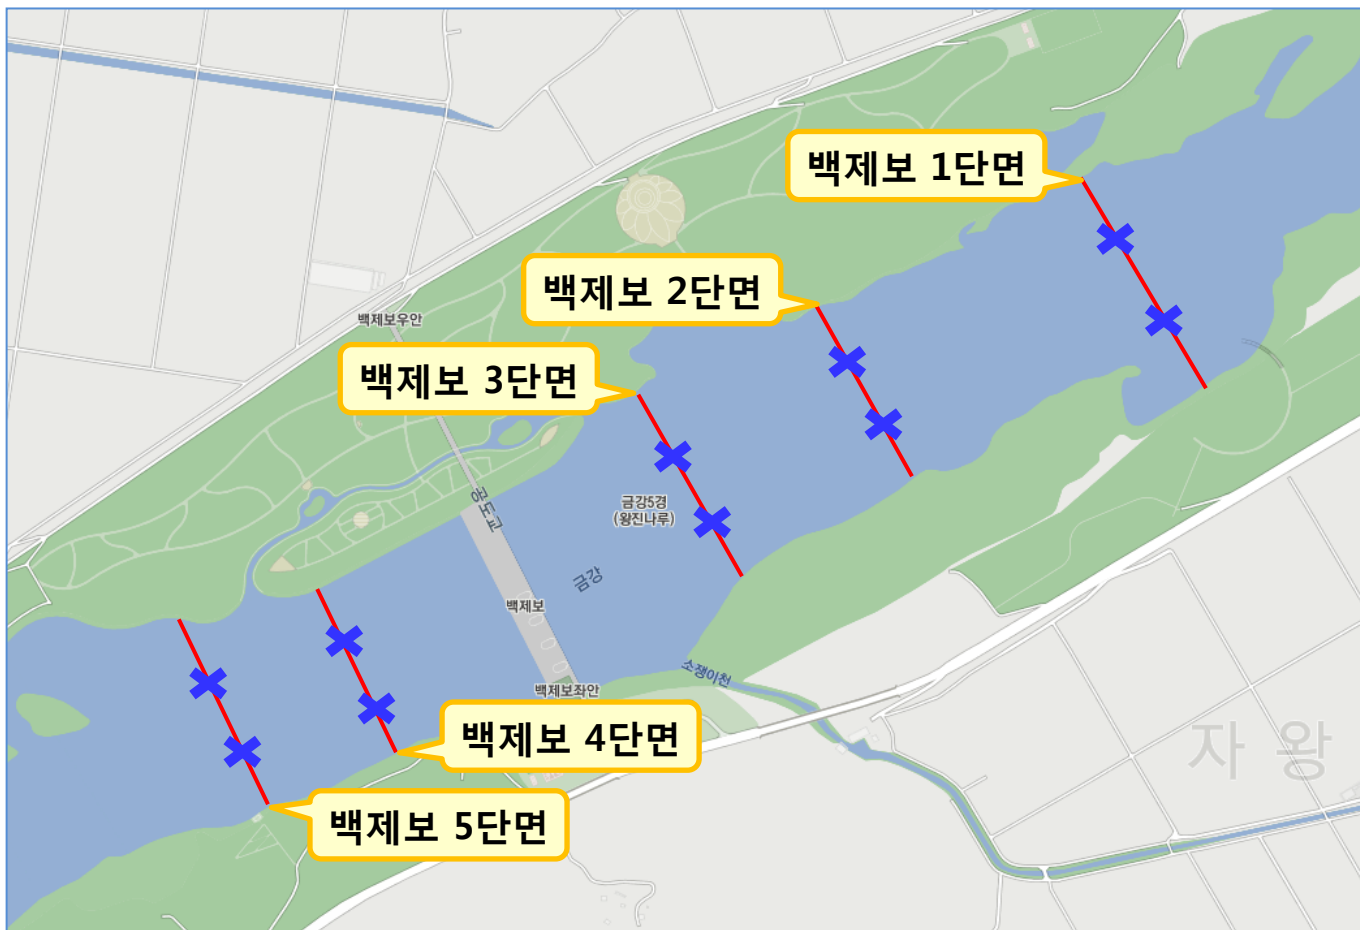 백제보 1단면
백제보 2단면
백제보우안
백제보 3단면
공도교
금강5경
(왕진나루)
금강
백제보
소쟁이천
백제보좌안
백제보 4단면
자 왕
백제보 5단면